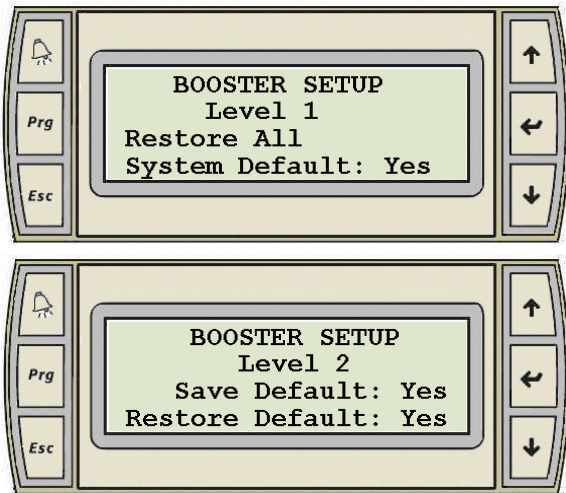 BOOSTER SETUP
Level 1
Restore All
System Default: Yes
Prg
Esc
BOOSTER SETUP
Level 2
Save Default: Yes
Restore Default: Yes
Prg
Esc